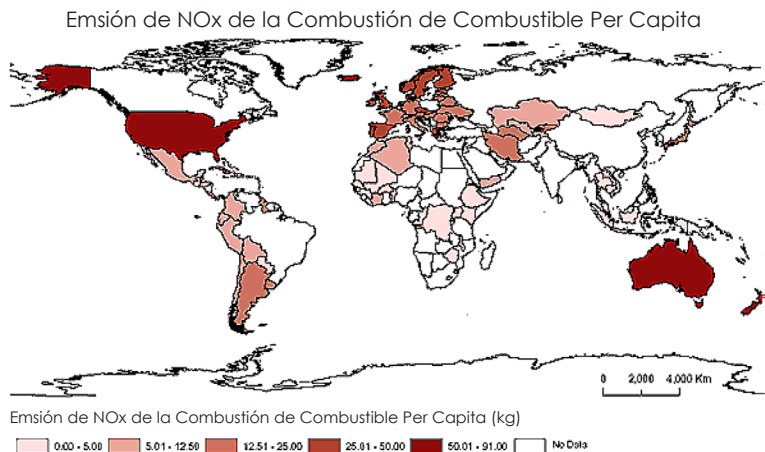 Emsión de NOx de la Combustión de Combustible Per Capita
0 2,000 4,000 Km
Emsión de NOx de la Combustión de Combustible Per Capita (kg)
0.00 - 5.00 5.01 - 12.50 12.51 - 25.00 25.01 - 50.00 50.01 - 91.00 No Data